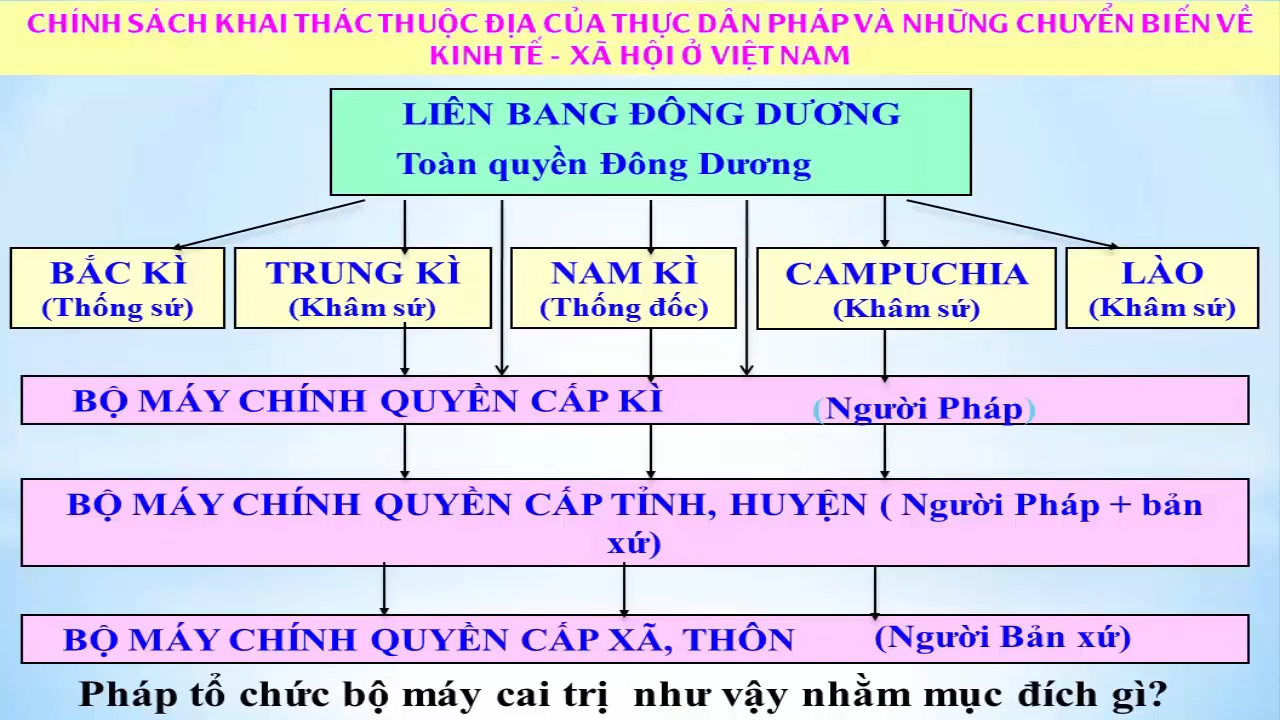 CHÍNH SÁCH KHAI THÁC THUỘC ĐỊA CỦA THỰC DÂN PHÁP VÀ NHỮNG CHUYỂN BIẾN VỀ
KINH TẾ - XÃ HỘI Ở VIỆT NAM
LIÊN BANG ĐÔNG DƯƠNG
Toàn quyền Đông Dương
BẮC KÌ
(Thống sứ)
TRUNG KÌ
(Khâm sứ)
NAM KÌ
(Thống đốc)
CAMPUCHIA
(Khâm sứ)
LÀO
(Khâm sứ)
BỘ MÁY CHÍNH QUYỀN CẤP KÌ (Người Pháp)
BỘ MÁY CHÍNH QUYỀN CẤP TỈNH, HUYỆN ( Người Pháp + bản
xứ)
BỘ MÁY CHÍNH QUYỀN CẤP XÃ, THÔN (Người Bản xứ)
Pháp tổ chức bộ máy cai trị như vậy nhằm mục đích gì?